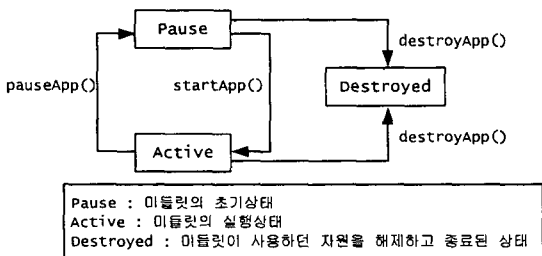 Pause
destroyApp()
pauseApp()
startApp()
Destroyed
destroyApp()
Active
Pause : 미들릿의 초기상태
Active : 미들릿의 실행상태
Destroyed : 미들릿이 사용하던 자원을 해제하고 종료된 상태